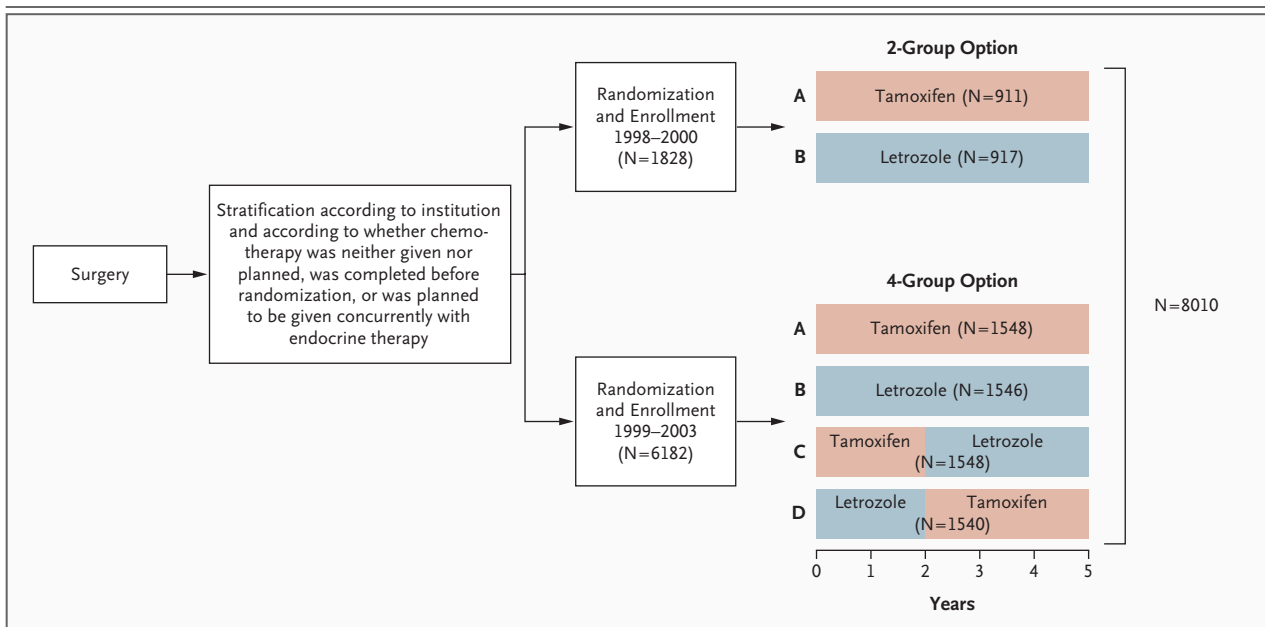 Surgery
Stratification according to institution
and according to whether chemo-
therapy was neither given nor
planned, was completed before
randomization, or was planned
to be given concurrently with
endocrine therapy
Randomization
and Enrollment
1998–2000
(N=1828)
2-Group Option
A
Tamoxifen (N=911)
B
Letrozole (N=917)
Randomization
and Enrollment
1999–2003
(N=6182)
4-Group Option
A
Tamoxifen (N=1548)
B
Letrozole (N=1546)
C
Tamoxifen Letrozole
(N=1548)
D
Letrozole Tamoxifen
(N=1540)
0 1 2 3 4 5
Years
N=8010